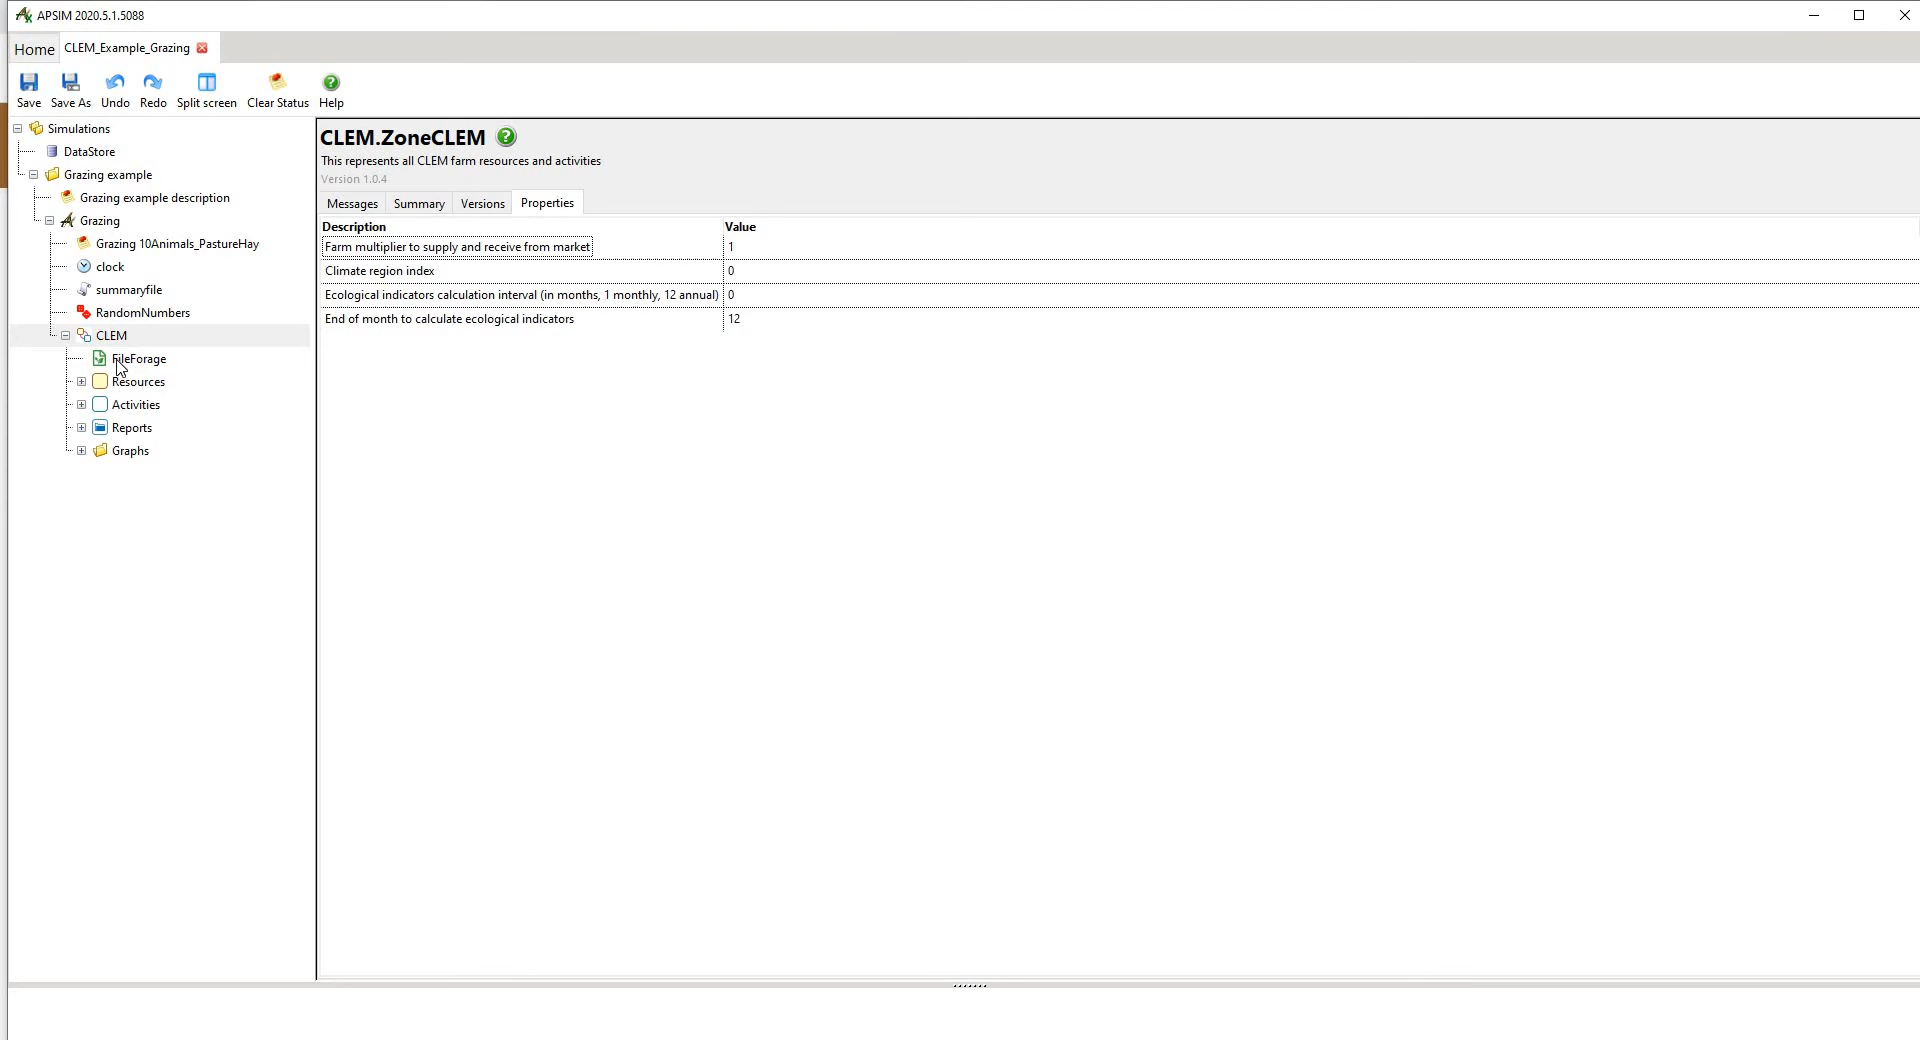 APSIM 2020.5.1.5088
Home CLEM_Example_Grazing
Save Save As Undo Redo Split screen Clear Status Help
Simulations
DataStore
Grazing example
Grazing example description
Grazing
Grazing 10Animals_PastureHay
clock
summaryfile
RandomNumbers
CLEM
FileForage
Resources
Activities
Reports
Graphs
CLEM.ZoneCLEM
This represents all CLEM farm resources and activities
Version 1.0.4
Messages Summary Versions Properties
Description Value
Farm multiplier to supply and receive from market 1
Climate region index 0
Ecological indicators calculation interval (in months, 1 monthly, 12 annual) 0
End of month to calculate ecological indicators 12